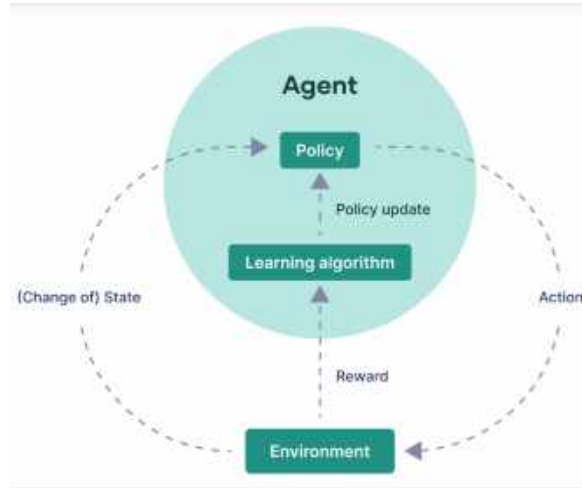 Agent
Policy
Policy update
Learning algorithm
(Change of) State
Action
Reward
Environment